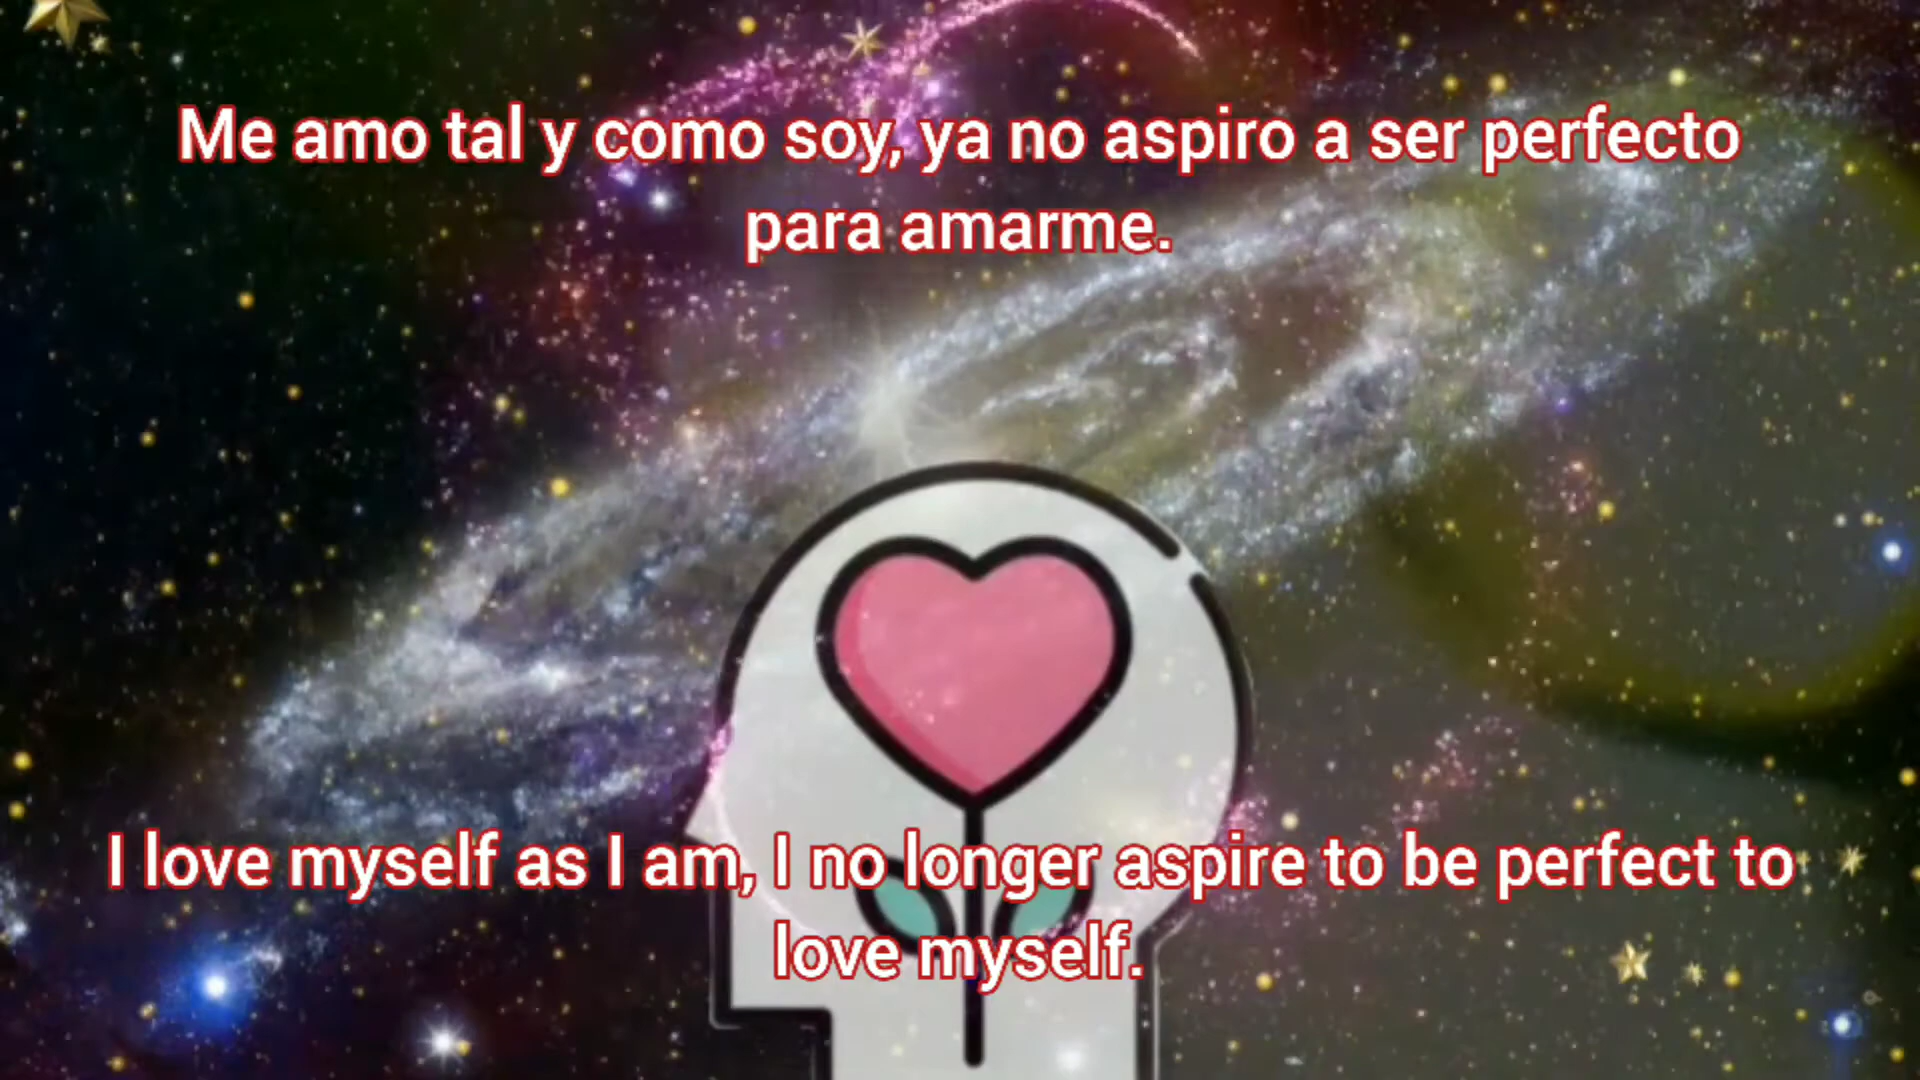 Me amo tal y como soy, ya no aspiro a ser perfecto
para amarme.
I love myself as I am, I no longer aspire to be perfect to
love myself.